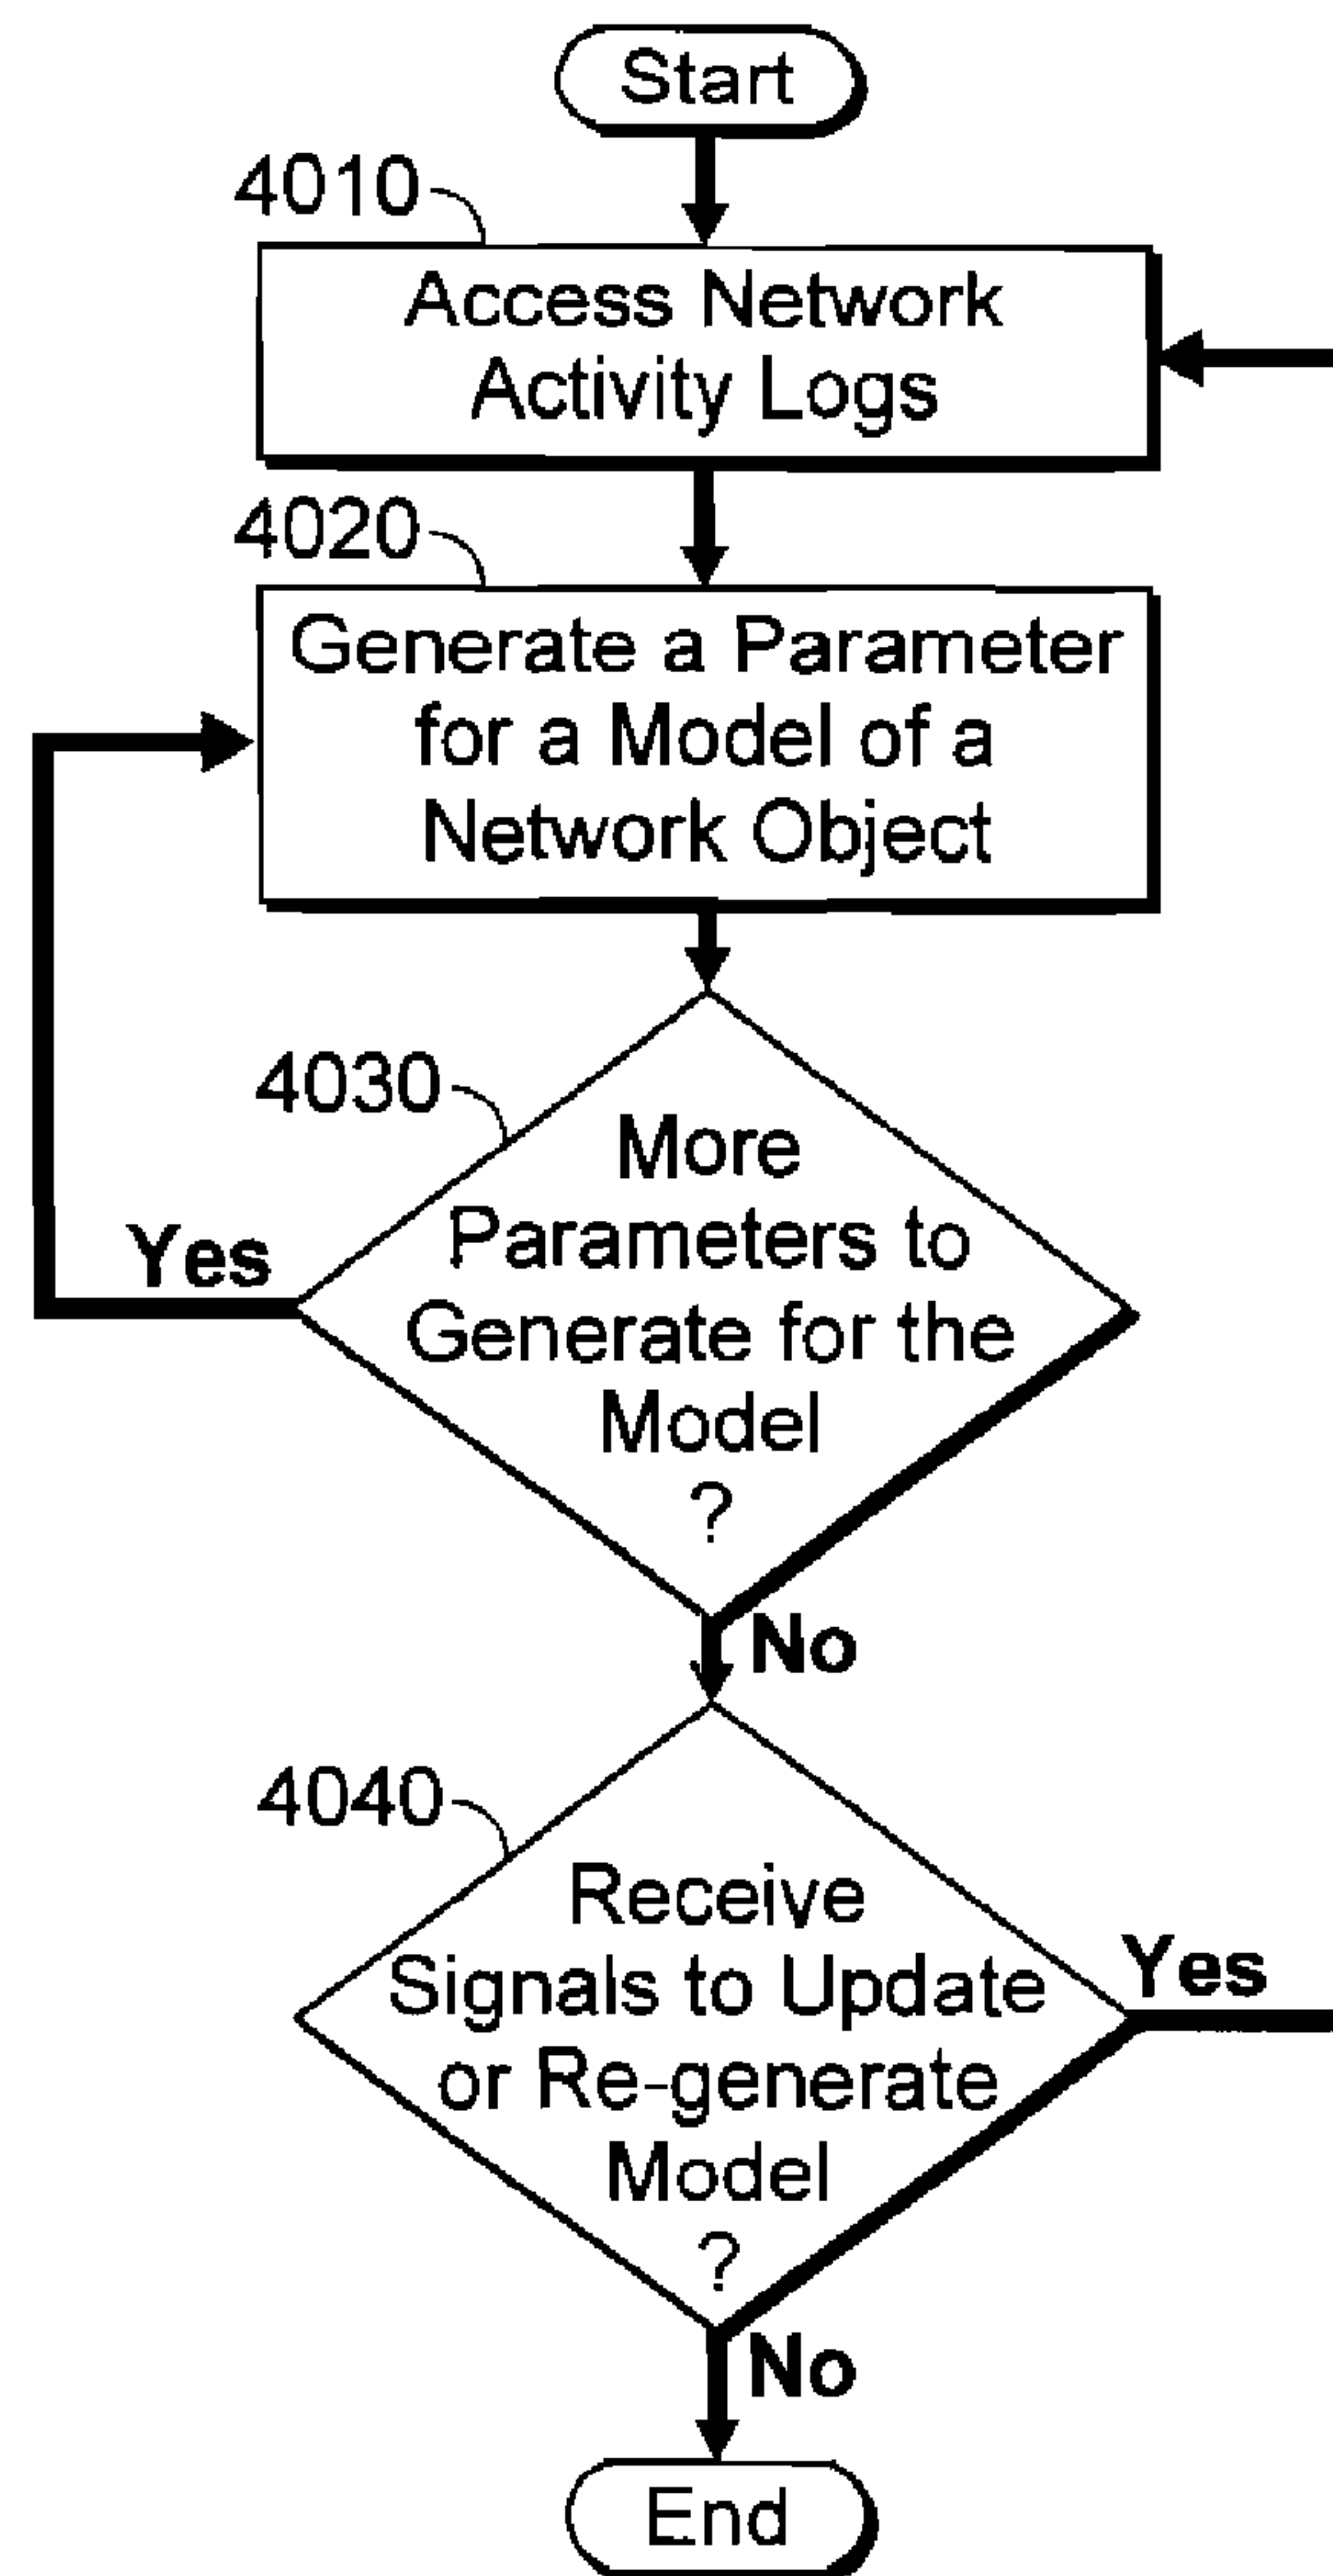 Start
4010
Access Network
Activity Logs
4020
Generate a Parameter
for a Model of a
Network Object
4030
More
Parameters to
Generate for the
Model
?
Yes
No
4040
Receive
Signals to Update
or Re-generate
Model
?
Yes
No
End